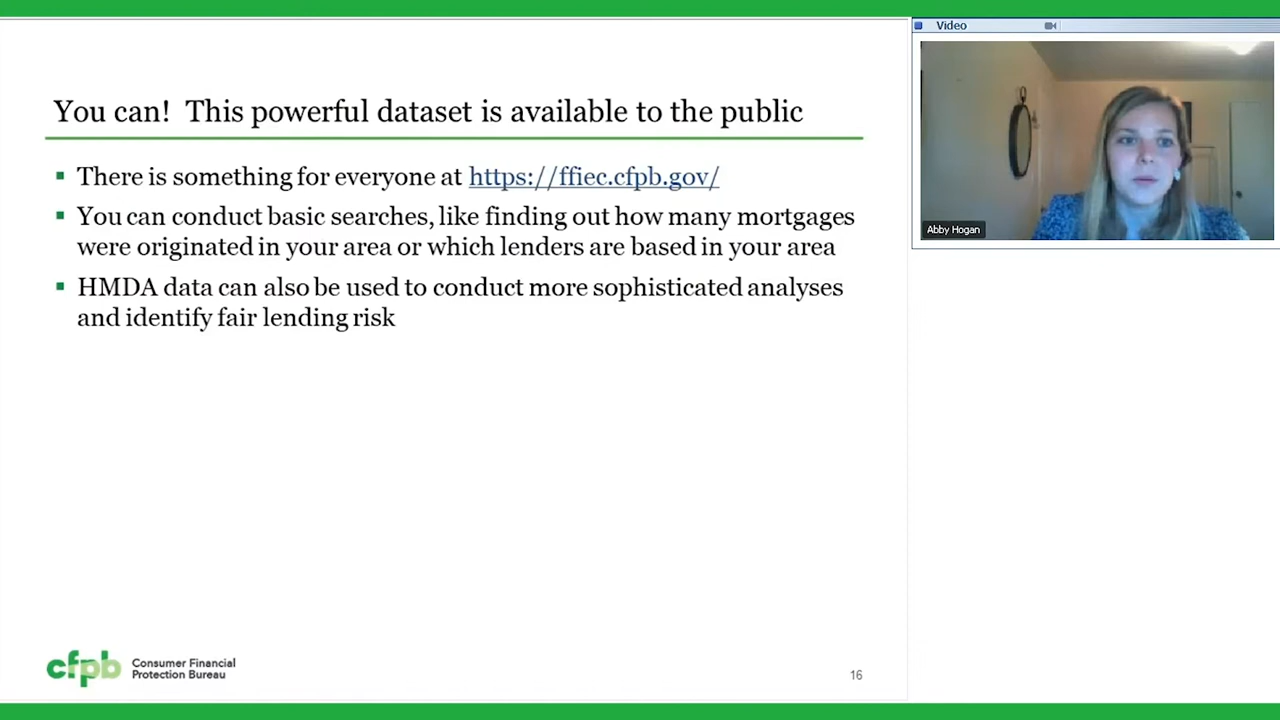 You can! This powerful dataset is available to the public
There is something for everyone at https://ffiec.cfpb.gov/
You can conduct basic searches, like finding out how many mortgages
were originated in your area or which lenders are based in your area
HMDA data can also be used to conduct more sophisticated analyses
and identify fair lending risk
cfpb
Consumer Financial
Protection Bureau
16
Video
Abby Hogan